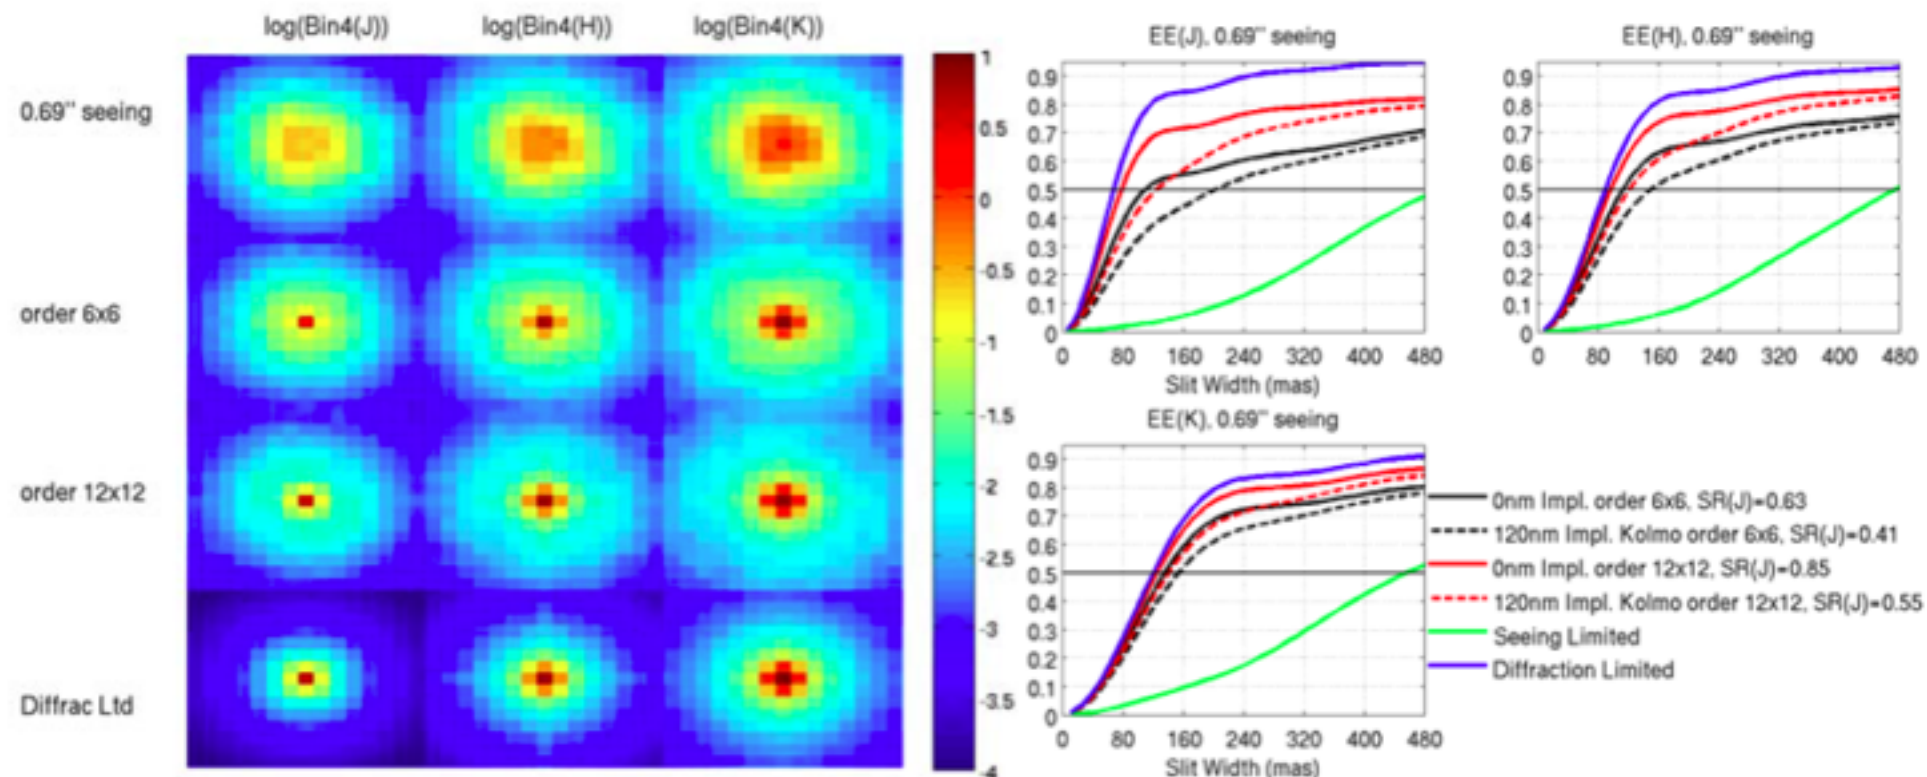 log(Bin4(J))
log(Bin4(H))
log(Bin4(K))
0.69" seeing
order 6x6
order 12x12
Diffrac Ltd
1
0.5
0
-0.5
-1
-1.5
-2
-2.5
-3
-3.5
-4
EE(J), 0.69" seeing
0.9
0.8
0.7
0.6
0.5
0.4
0.3
0.2
0.1
0
0 80 160 240 320 400 480
Slit Width (mas)
EE(H), 0.69" seeing
0.9
0.8
0.7
0.6
0.5
0.4
0.3
0.2
0.1
0
0 80 160 240 320 400 480
EE(K), 0.69" seeing
0.9
0.8
0.7
0.6
0.5
0.4
0.3
0.2
0.1
0
0 80 160 240 320 400 480
Slit Width (mas)
0nm Impl. order 6x6, SR(J)=0.63
120nm Impl. Kolmo order 6x6, SR(J)=0.41
0nm Impl. order 12x12, SR(J)=0.85
120nm Impl. Kolmo order 12x12, SR(J)=0.55
Seeing Limited
Diffraction Limited